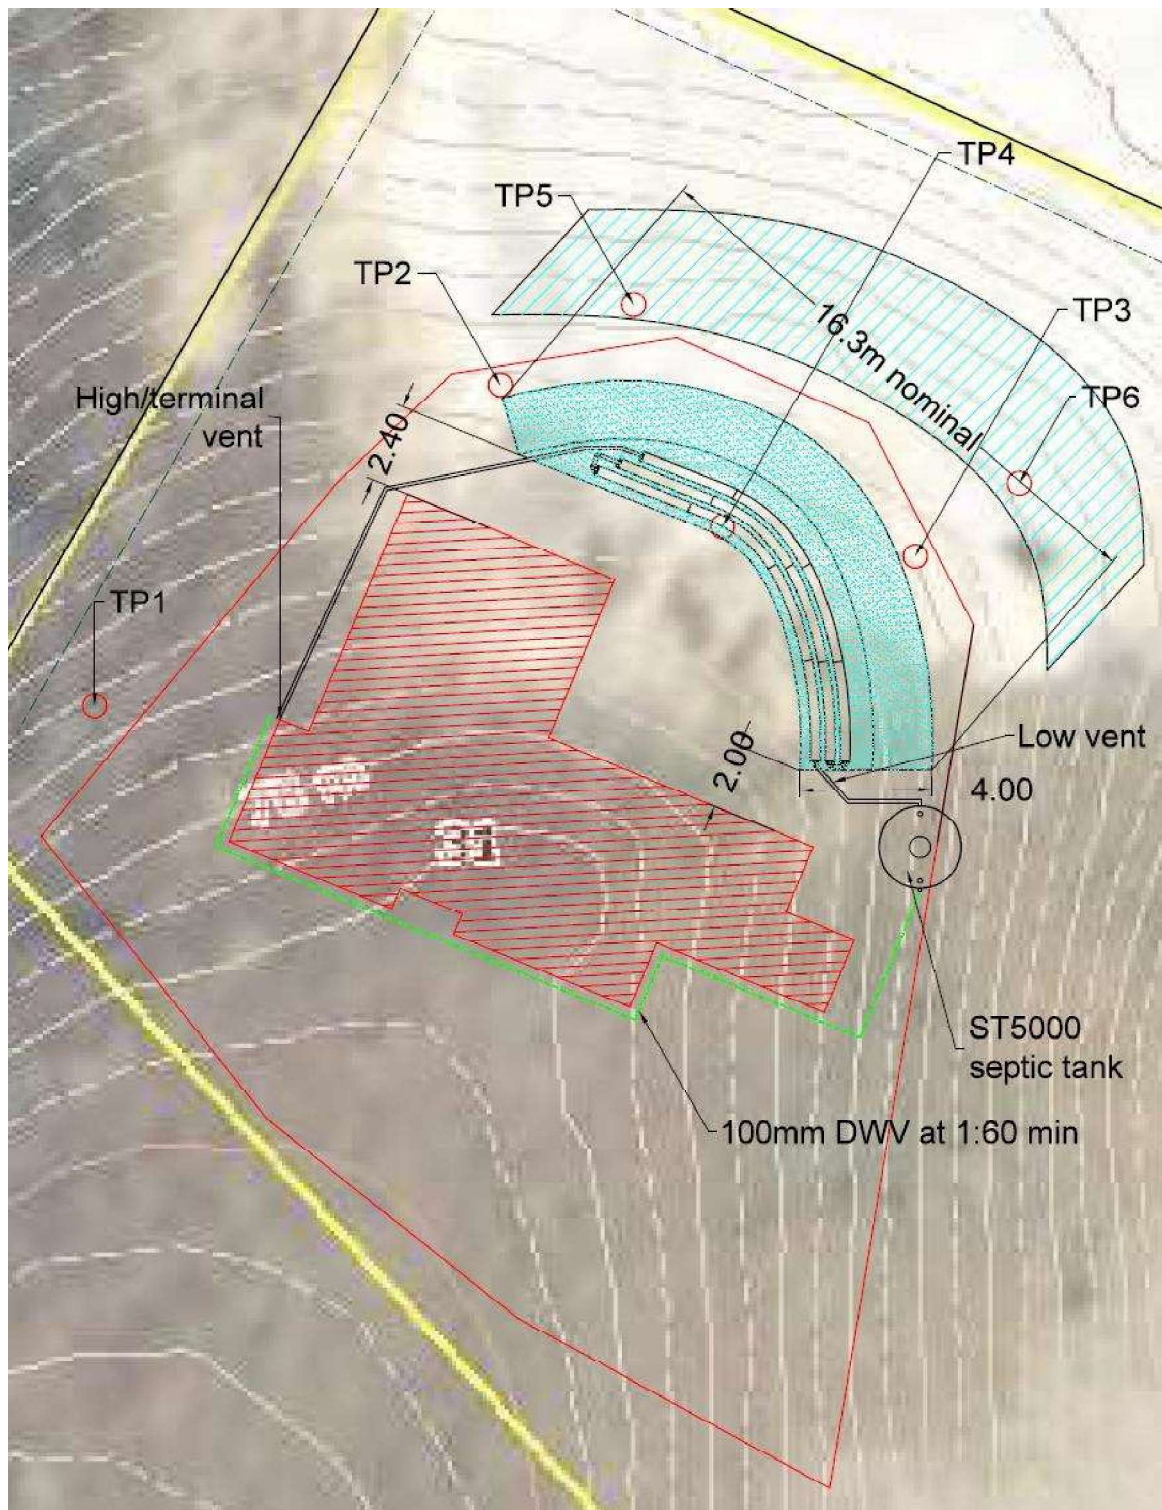 TP4
TP5
TP2
TP3
16.3m nominal
High/terminal
vent
TP6
2.40
TP1
Low vent
2.00
4.00
ST5000
septic tank
100mm DWV at 1:60 min